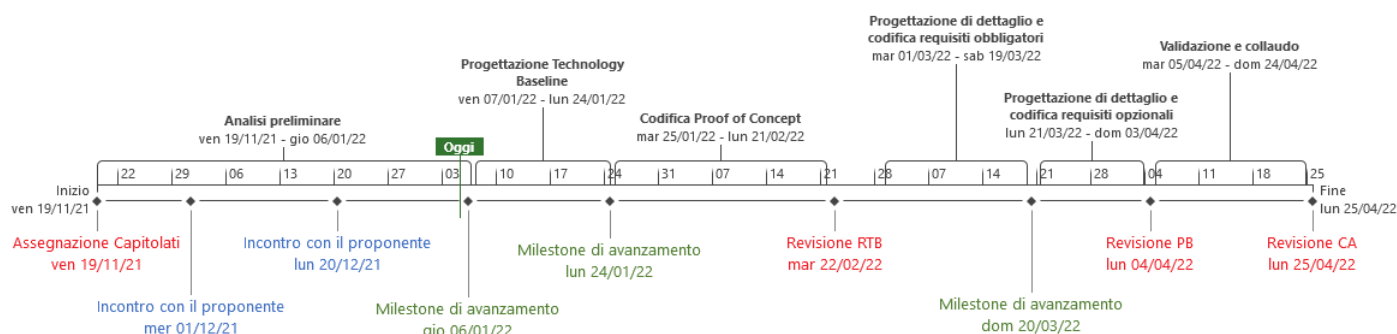 Progettazione di dettaglio e
codifica requisiti obbligatori
mar 01/03/22 - sab 19/03/22
Validazione e collaudo
mar 05/04/22 - dom 24/04/22
Progettazione Technology
Baseline
ven 07/01/22 - lun 24/01/22
Progettazione di dettaglio e
codifica requisiti opzionali
lun 21/03/22 - dom 03/04/22
Analisi preliminare
ven 19/11/21 - gio 06/01/22
Codifica Proof of Concept
mar 25/01/22 - lun 21/02/22
Oggi
22 29 06 13 20 27 03 10 17 24 31 07 14 21 28 07 14 21 28 04 11 18 25
Inizio
ven 19/11/21
Fine
lun 25/04/22
Assegnazione Capitolati
ven 19/11/21
Incontro con il proponente
lun 20/12/21
Milestone di avanzamento
lun 24/01/22
Revisione RTB
mar 22/02/22
Revisione PB
lun 04/04/22
Revisione CA
lun 25/04/22
Incontro con il proponente
mer 01/12/21
Milestone di avanzamento
gio 06/01/22
Milestone di avanzamento
dom 20/03/22